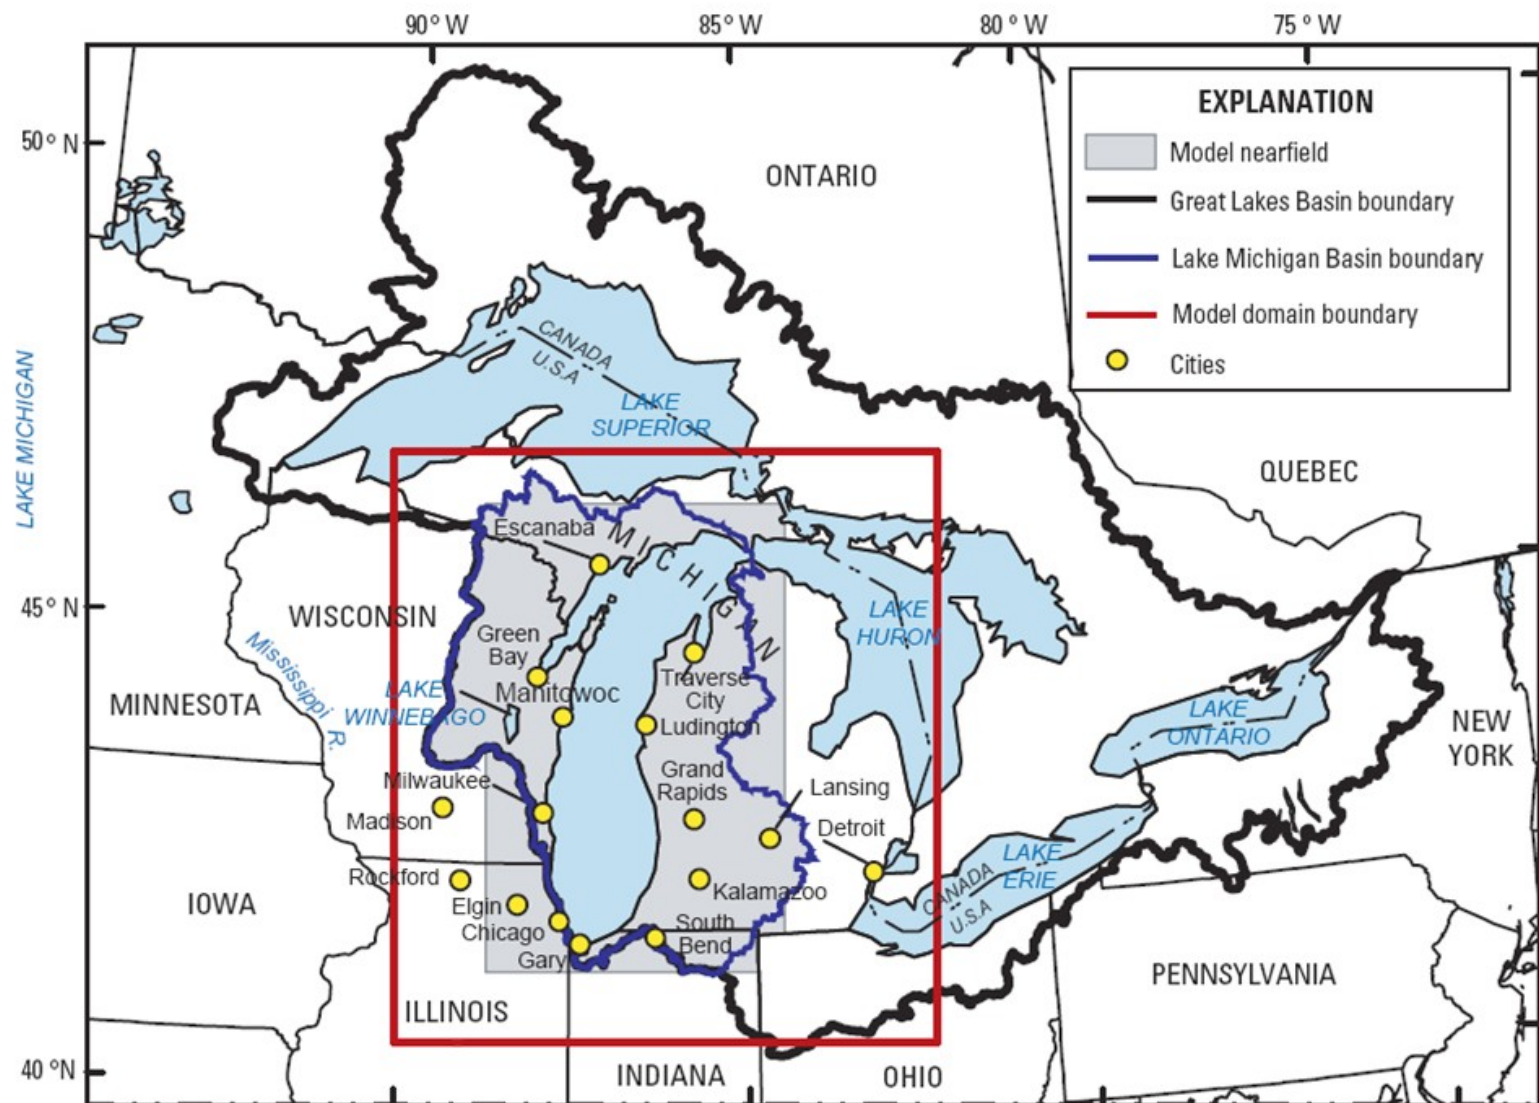 90° W
85° W
80° W
75° W
50° N
45° N
40° N
EXPLANATION
Model nearfield
Great Lakes Basin boundary
Lake Michigan Basin boundary
Model domain boundary
Cities
ONTARIO
CANADA
U.S.A
LAKE
SUPERIOR
LAKE MICHIGAN
QUEBEC
Escanaba
MICHIGAN
WISCONSIN
Mississippi R.
MINNESOTA
LAKE
WINNEBAGO
Green
Bay
Manitowoc
Traverse
City
Ludington
LAKE
HURON
LAKE
ONTARIO
NEW
YORK
Milwaukee
Madison
Grand
Rapids
Lansing
Detroit
Rockford
Elgin
Chicago
Gary
Kalamazoo
South
Bend
LAKE
ERIE
CANADA
U.S.A
IOWA
ILLINOIS
INDIANA
OHIO
PENNSYLVANIA